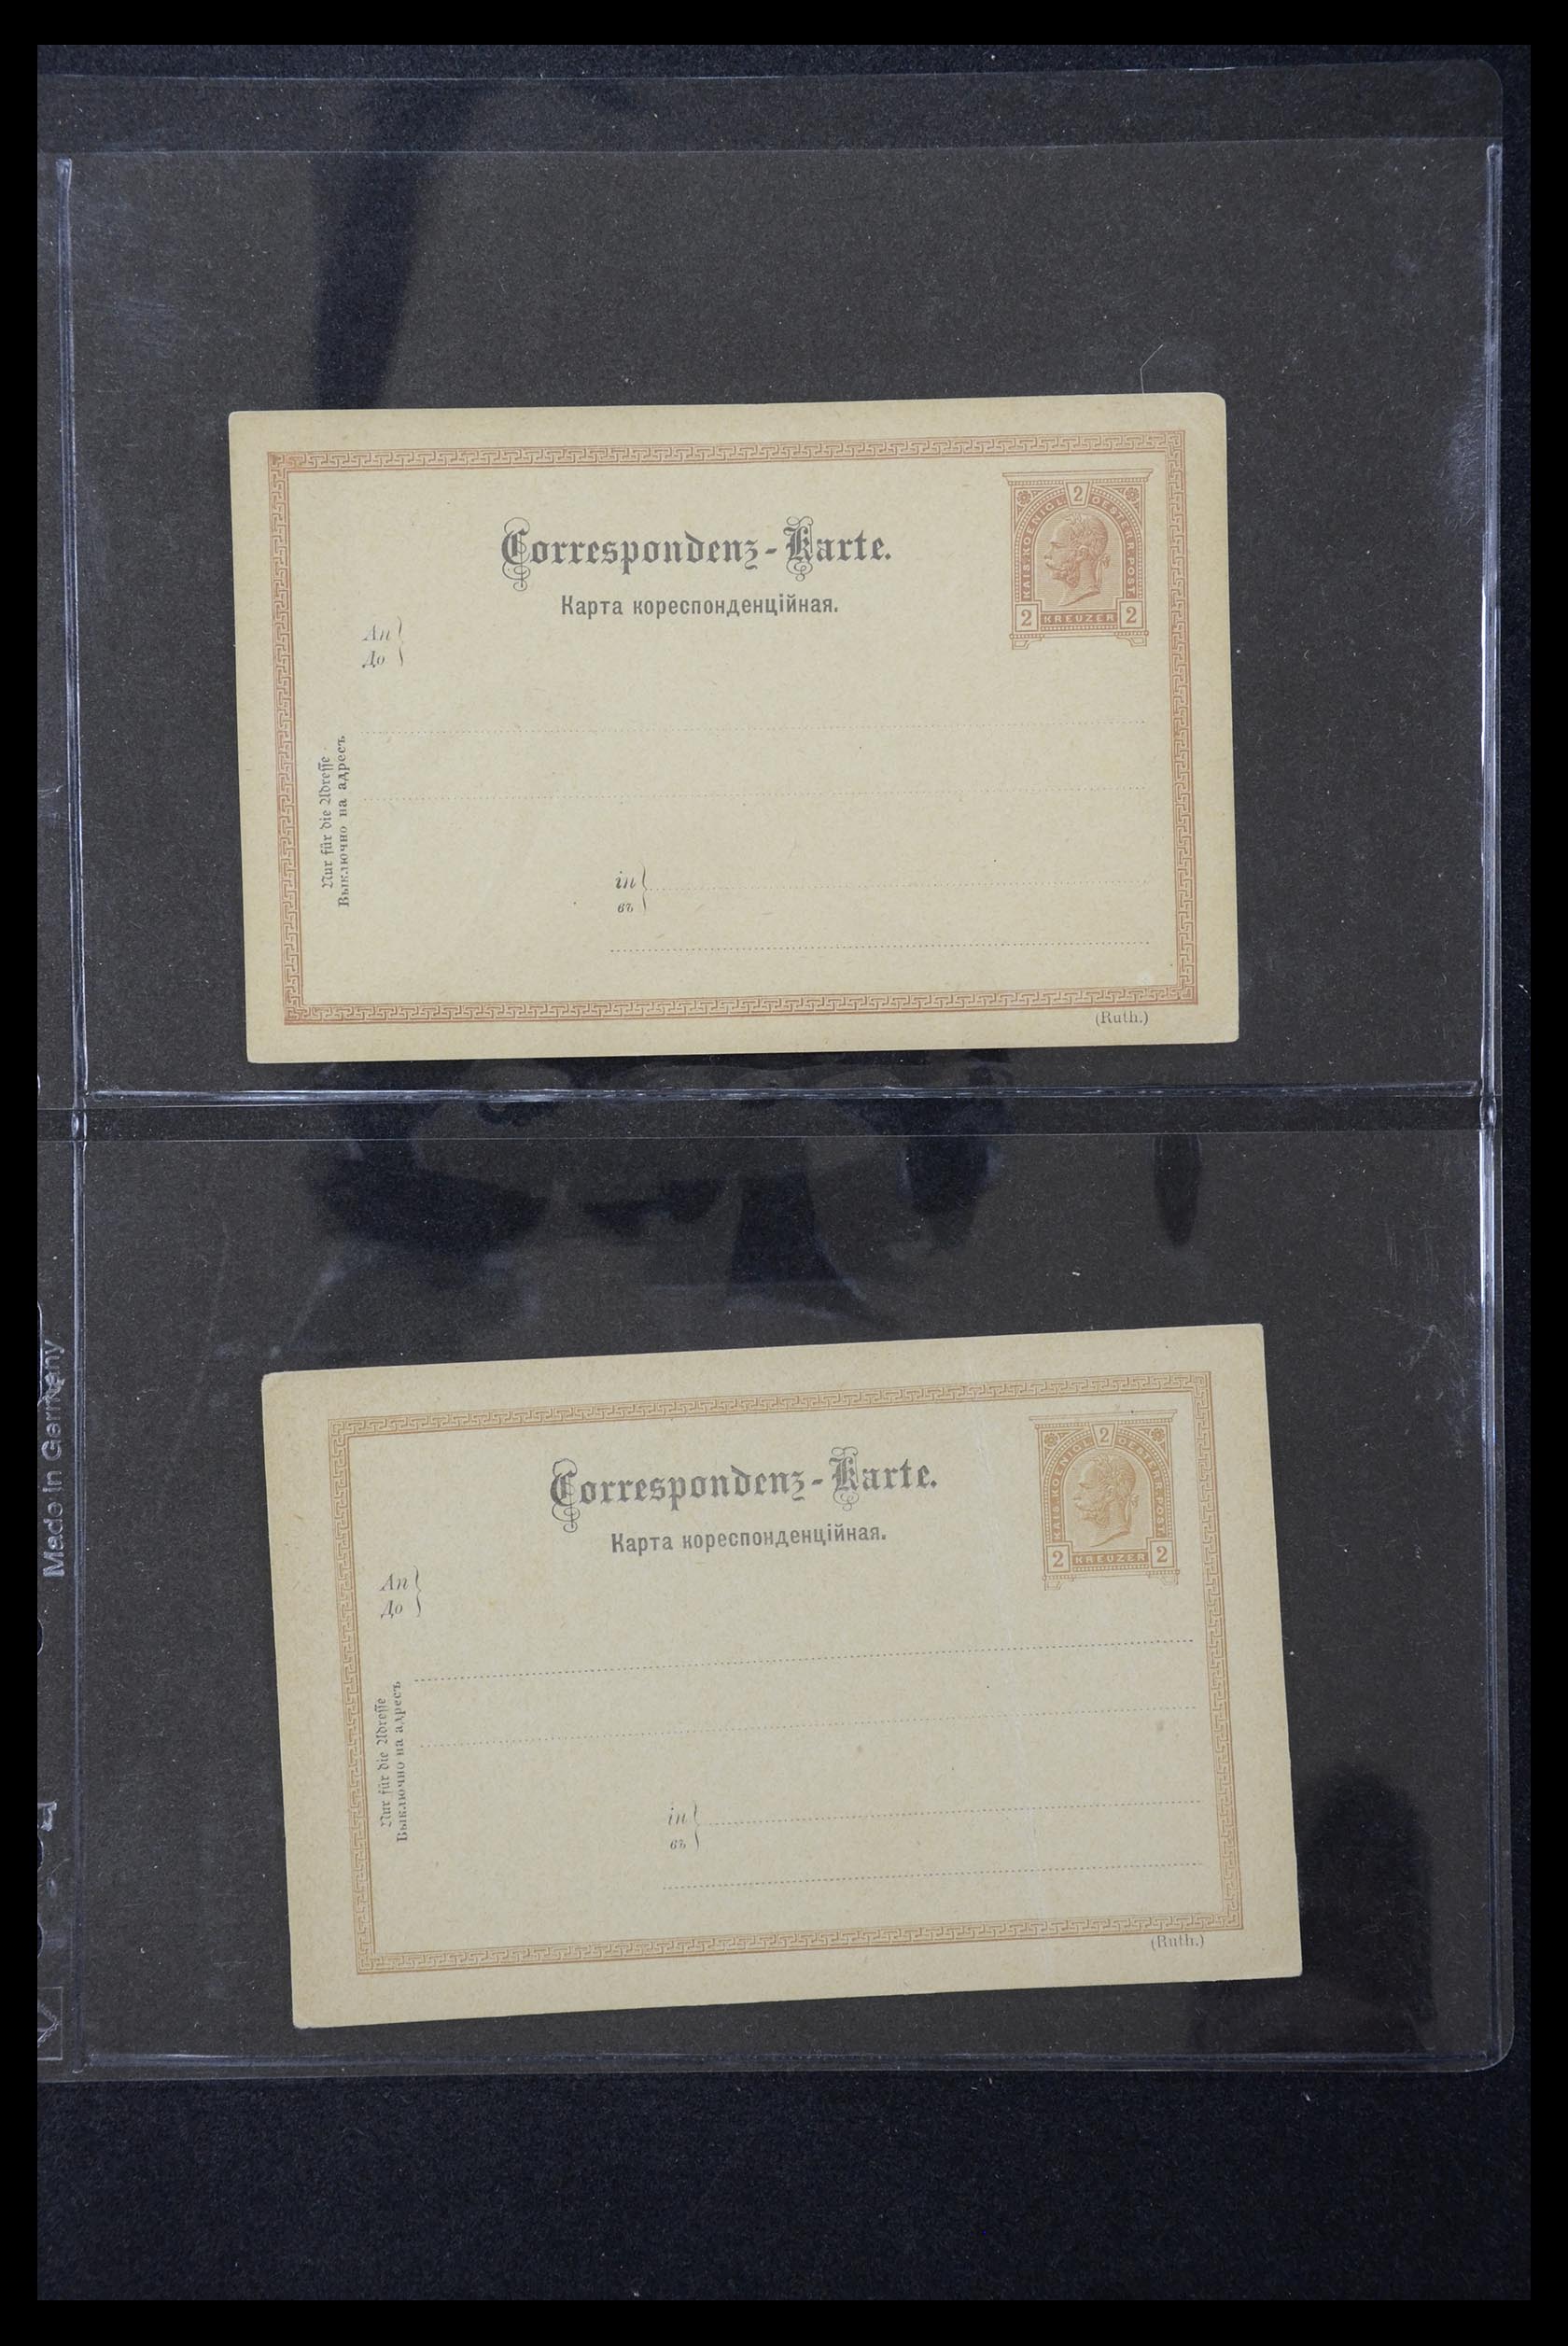 2
KAIS. KOENIGL. OESTERR. POST.
2 KREUZER 2
Correspondenz-Karte.
Карта кореспонденційная.
An
До
Nur für die Adresse
Выключно на адресъ
in
въ
(Ruth.)
Made in Germany
2
KAIS. KOENIGL. OESTERR. POST.
2 KREUZER 2
Correspondenz-Karte.
Карта кореспонденційная.
An
До
Nur für die Adresse
Выключно на адресъ
in
въ
(Ruth.)